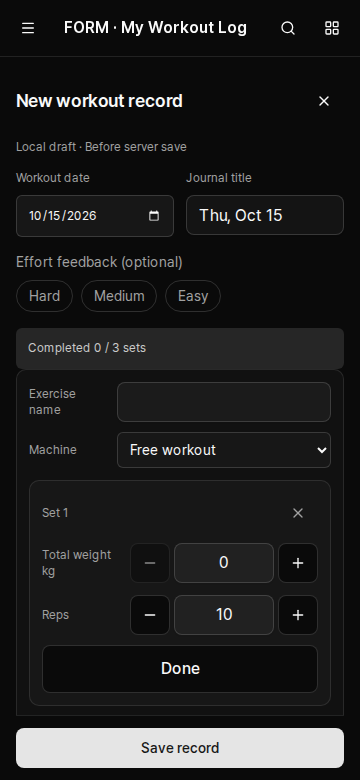 FORM · My Workout Log
New workout record
Local draft · Before server save
Workout date
Journal title
10/15/2026
Thu, Oct 15
Effort feedback (optional)
Hard
Medium
Easy
Completed 0 / 3 sets
Exercise
name
Machine
Free workout
Set 1
Total weight
kg
0
Reps
10
Done
Save record